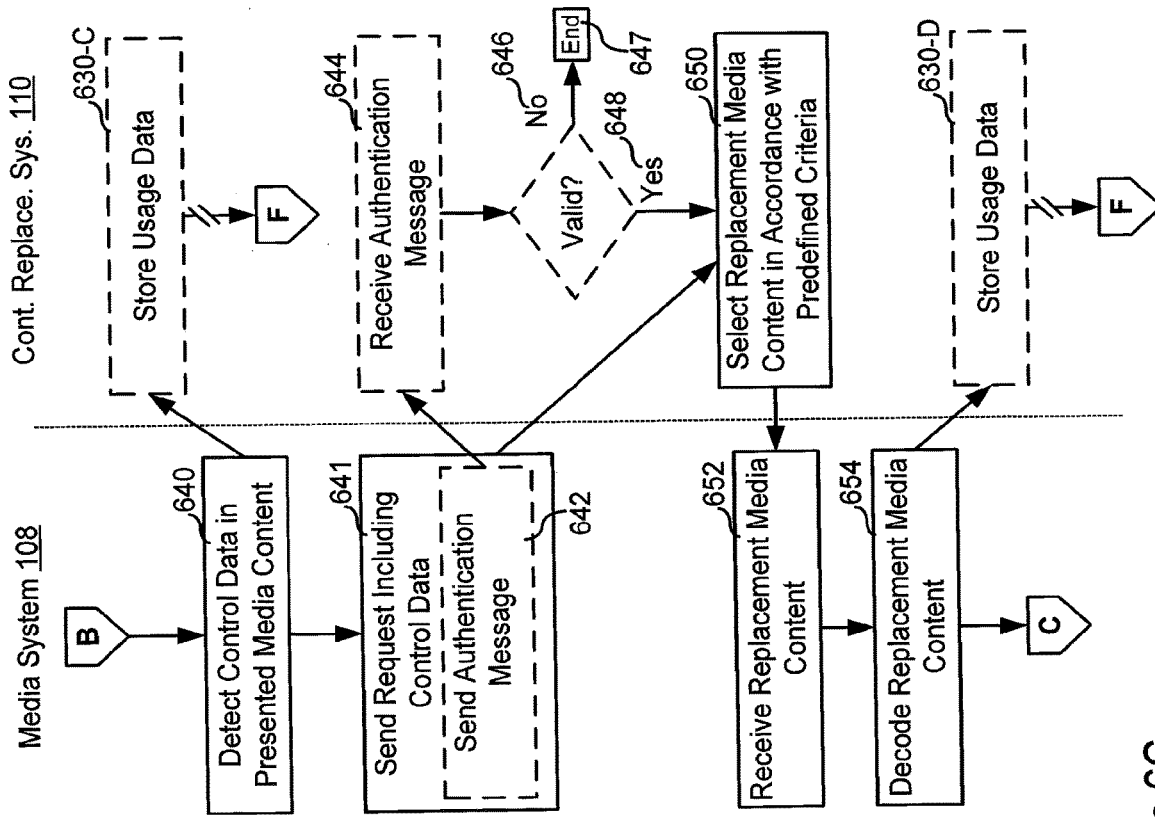 Media System 108
Cont. Replace. Sys. 110
B
640
Detect Control Data in
Presented Media Content
630-C
Store Usage Data
F
641
Send Request Including
Control Data
Send Authentication
Message
642
644
Receive Authentication
Message
Valid?
No
646
End
647
648
Yes
650
Select Replacement Media
Content in Accordance with
Predefined Criteria
652
Receive Replacement Media
Content
654
Decode Replacement Media
Content
630-D
Store Usage Data
F
C